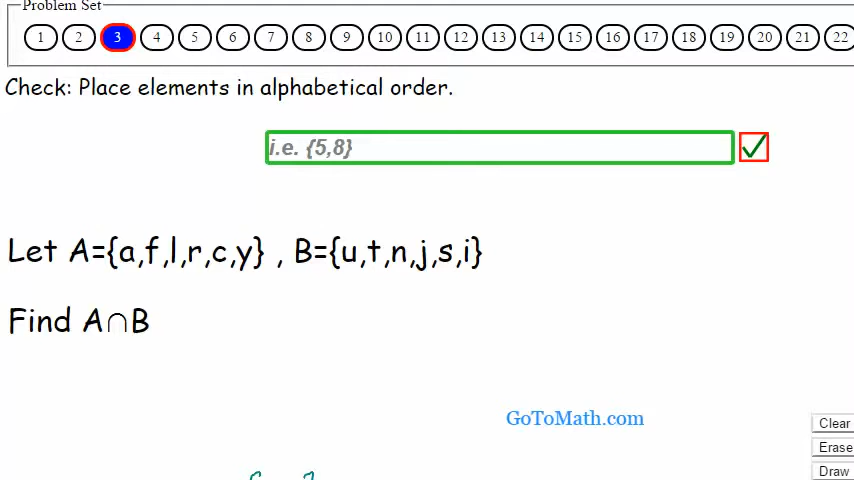 Problem Set
1 2 3 4 5 6 7 8 9 10 11 12 13 14 15 16 17 18 19 20 21 22
Check: Place elements in alphabetical order.
i.e. {5,8}
Let A={a,f,l,r,c,y} , B={u,t,n,j,s,i}
Find A∩B
GoToMath.com
Clear
Erase
Draw